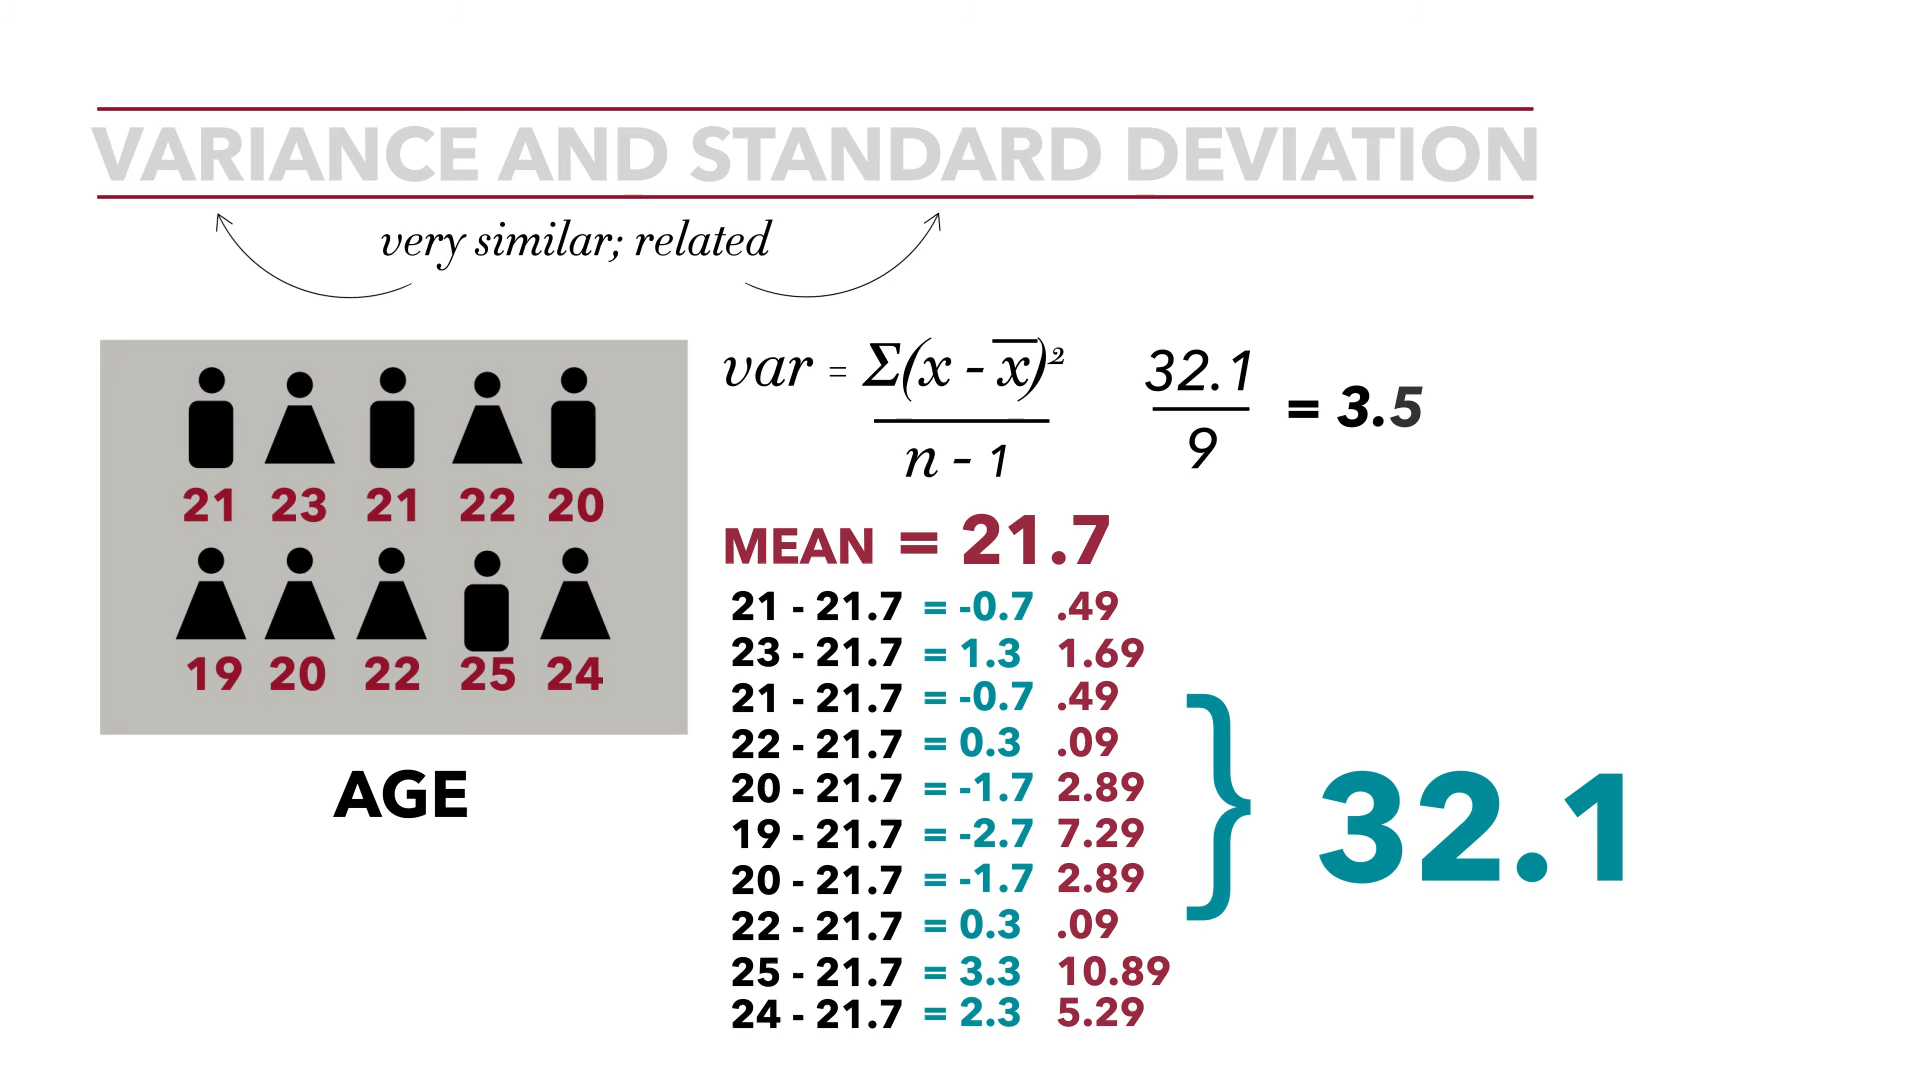 VARIANCE AND STANDARD DEVIATION
very similar; related
21 23 21 22 20
19 20 22 25 24
AGE
var = Σ(x - x̅)²
n - 1
32.1
9
= 3.5
MEAN = 21.7
21 - 21.7 = -0.7 .49
23 - 21.7 = 1.3 1.69
21 - 21.7 = -0.7 .49
22 - 21.7 = 0.3 .09
20 - 21.7 = -1.7 2.89
19 - 21.7 = -2.7 7.29
20 - 21.7 = -1.7 2.89
22 - 21.7 = 0.3 .09
25 - 21.7 = 3.3 10.89
24 - 21.7 = 2.3 5.29
} 32.1